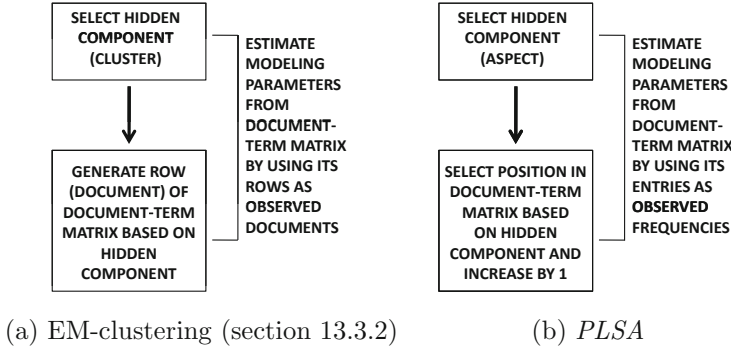 SELECT HIDDEN
COMPONENT
(CLUSTER)
GENERATE ROW
(DOCUMENT) OF
DOCUMENT-TERM
MATRIX BASED ON
HIDDEN
COMPONENT
ESTIMATE
MODELING
PARAMETERS
FROM
DOCUMENT-
TERM MATRIX
BY USING ITS
ROWS AS
OBSERVED
DOCUMENTS
(a) EM-clustering (section 13.3.2)
SELECT HIDDEN
COMPONENT
(ASPECT)
SELECT POSITION IN
DOCUMENT-TERM
MATRIX BASED
ON HIDDEN
COMPONENT AND
INCREASE BY 1
ESTIMATE
MODELING
PARAMETERS
FROM
DOCUMENT-
TERM MATRIX
BY USING ITS
ENTRIES AS
OBSERVED
FREQUENCIES
(b) PLSA